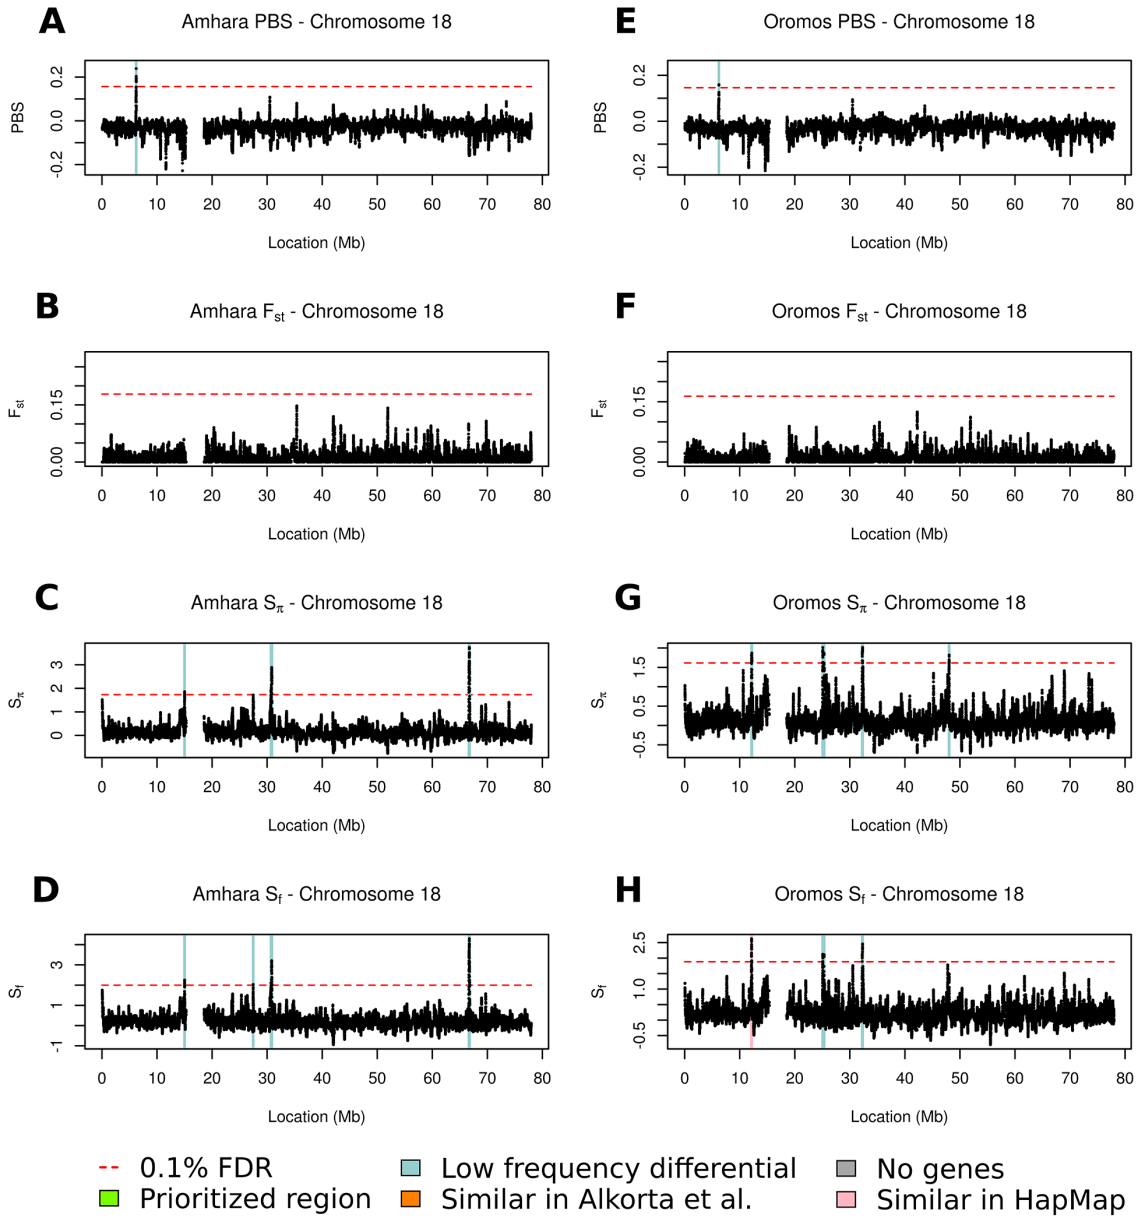 A
Amhara PBS - Chromosome 18
PBS
-0.2 0.0 0.2
0 10 20 30 40 50 60 70 80
Location (Mb)
E
Oromos PBS - Chromosome 18
PBS
-0.2 0.0 0.2
0 10 20 30 40 50 60 70 80
Location (Mb)
B
Amhara Fst - Chromosome 18
Fst
0.00 0.15
0 10 20 30 40 50 60 70 80
Location (Mb)
F
Oromos Fst - Chromosome 18
Fst
0.00 0.15
0 10 20 30 40 50 60 70 80
Location (Mb)
C
Amhara Sπ - Chromosome 18
Sπ
0 1 2 3
0 10 20 30 40 50 60 70 80
Location (Mb)
G
Oromos Sπ - Chromosome 18
Sπ
-0.5 0.5 1.5
0 10 20 30 40 50 60 70 80
Location (Mb)
D
Amhara Sf - Chromosome 18
Sf
-1 1 3
0 10 20 30 40 50 60 70 80
Location (Mb)
H
Oromos Sf - Chromosome 18
Sf
-0.5 1.0 2.5
0 10 20 30 40 50 60 70 80
Location (Mb)
0.1% FDR Low frequency differential No genes
Prioritized region Similar in Alkorta et al. Similar in HapMap